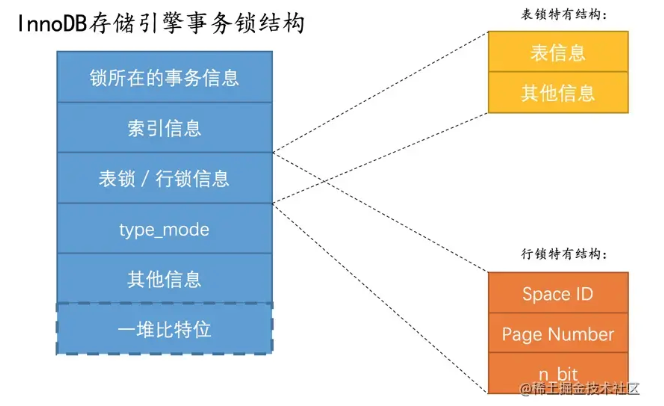 InnoDB存储引擎事务锁结构
锁所在的事务信息
索引信息
表锁 / 行锁信息
type_mode
其他信息
一堆比特位
表锁特有结构：
表信息
其他信息
行锁特有结构：
Space ID
Page Number
n_bit
@稀土掘金技术社区